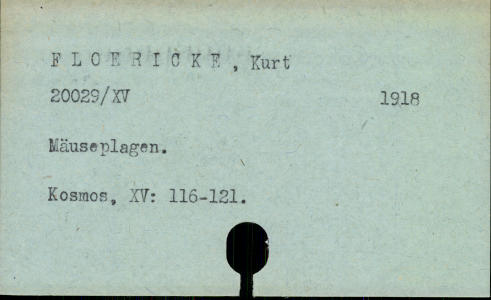 F L O E R I C K E , Kurt
20029/XV 1918
Mäuseplagen.
Kosmos, XV: 116-121.